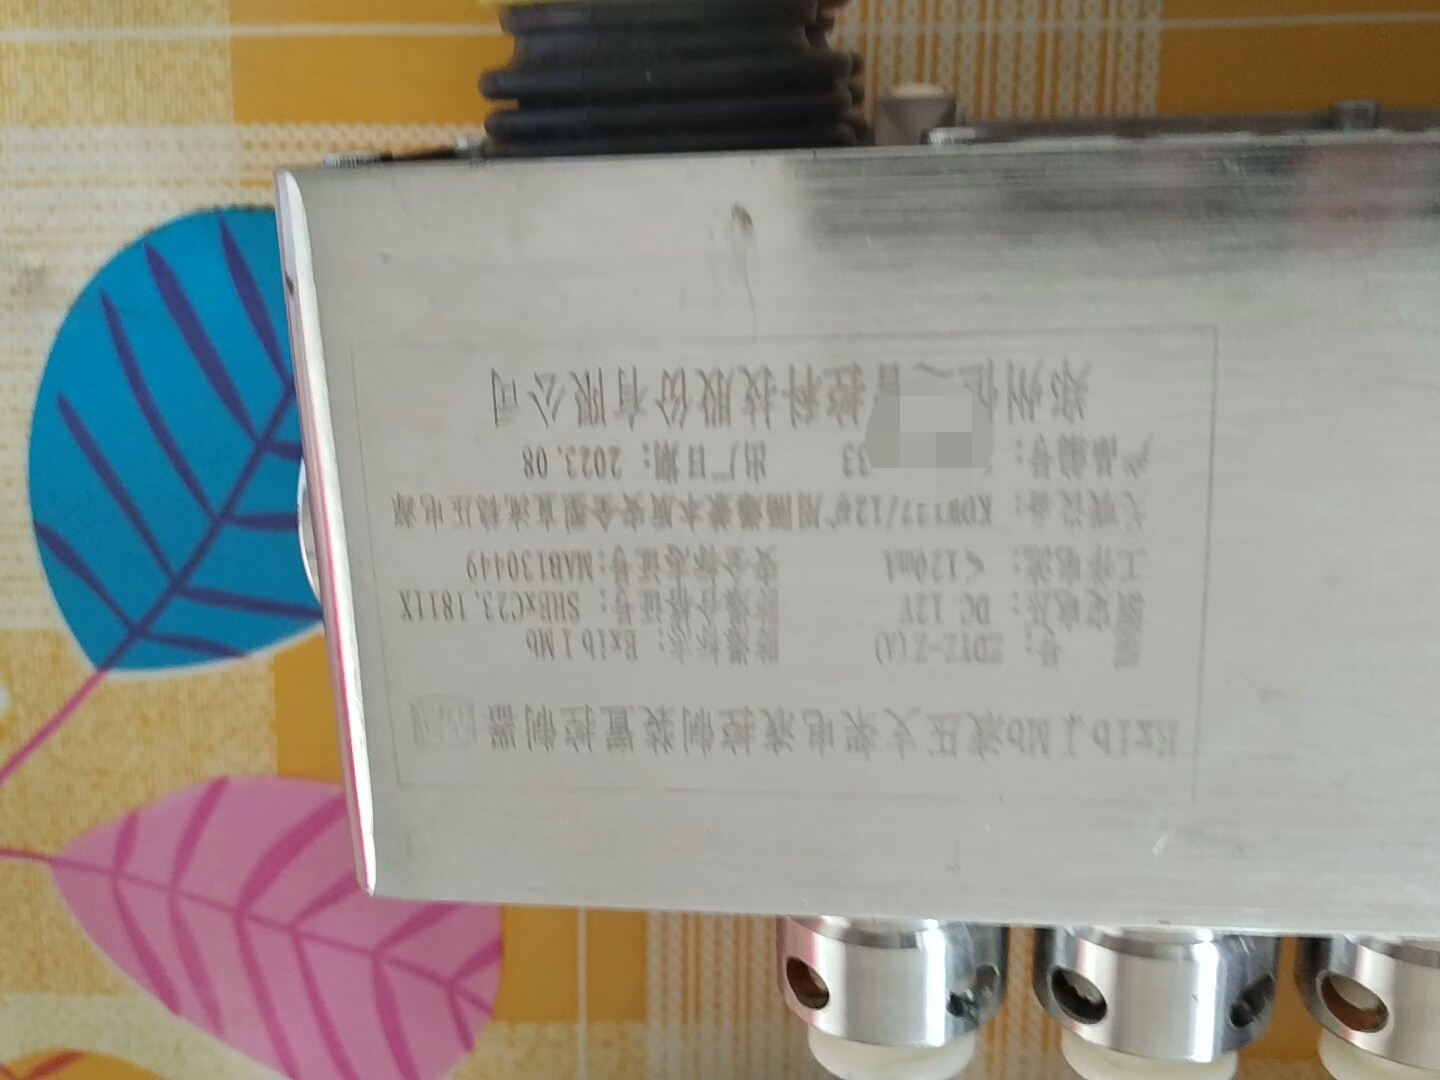 Exib I Mb液压支架电液控制装置控制器
型 号: ZDYZ-Z(A) 防爆标志: Exib I Mb
额定电压: DC 12V 防爆合格证号: SHExC23.1811X
工作电流: ≤120mA 安全标志证号: MAB130449
关联设备: KDW127/12矿用隔爆兼本质安全型直流稳压电源
产品编号: 33 出厂日期: 2023.08
郑州 智控科技股份有限公司